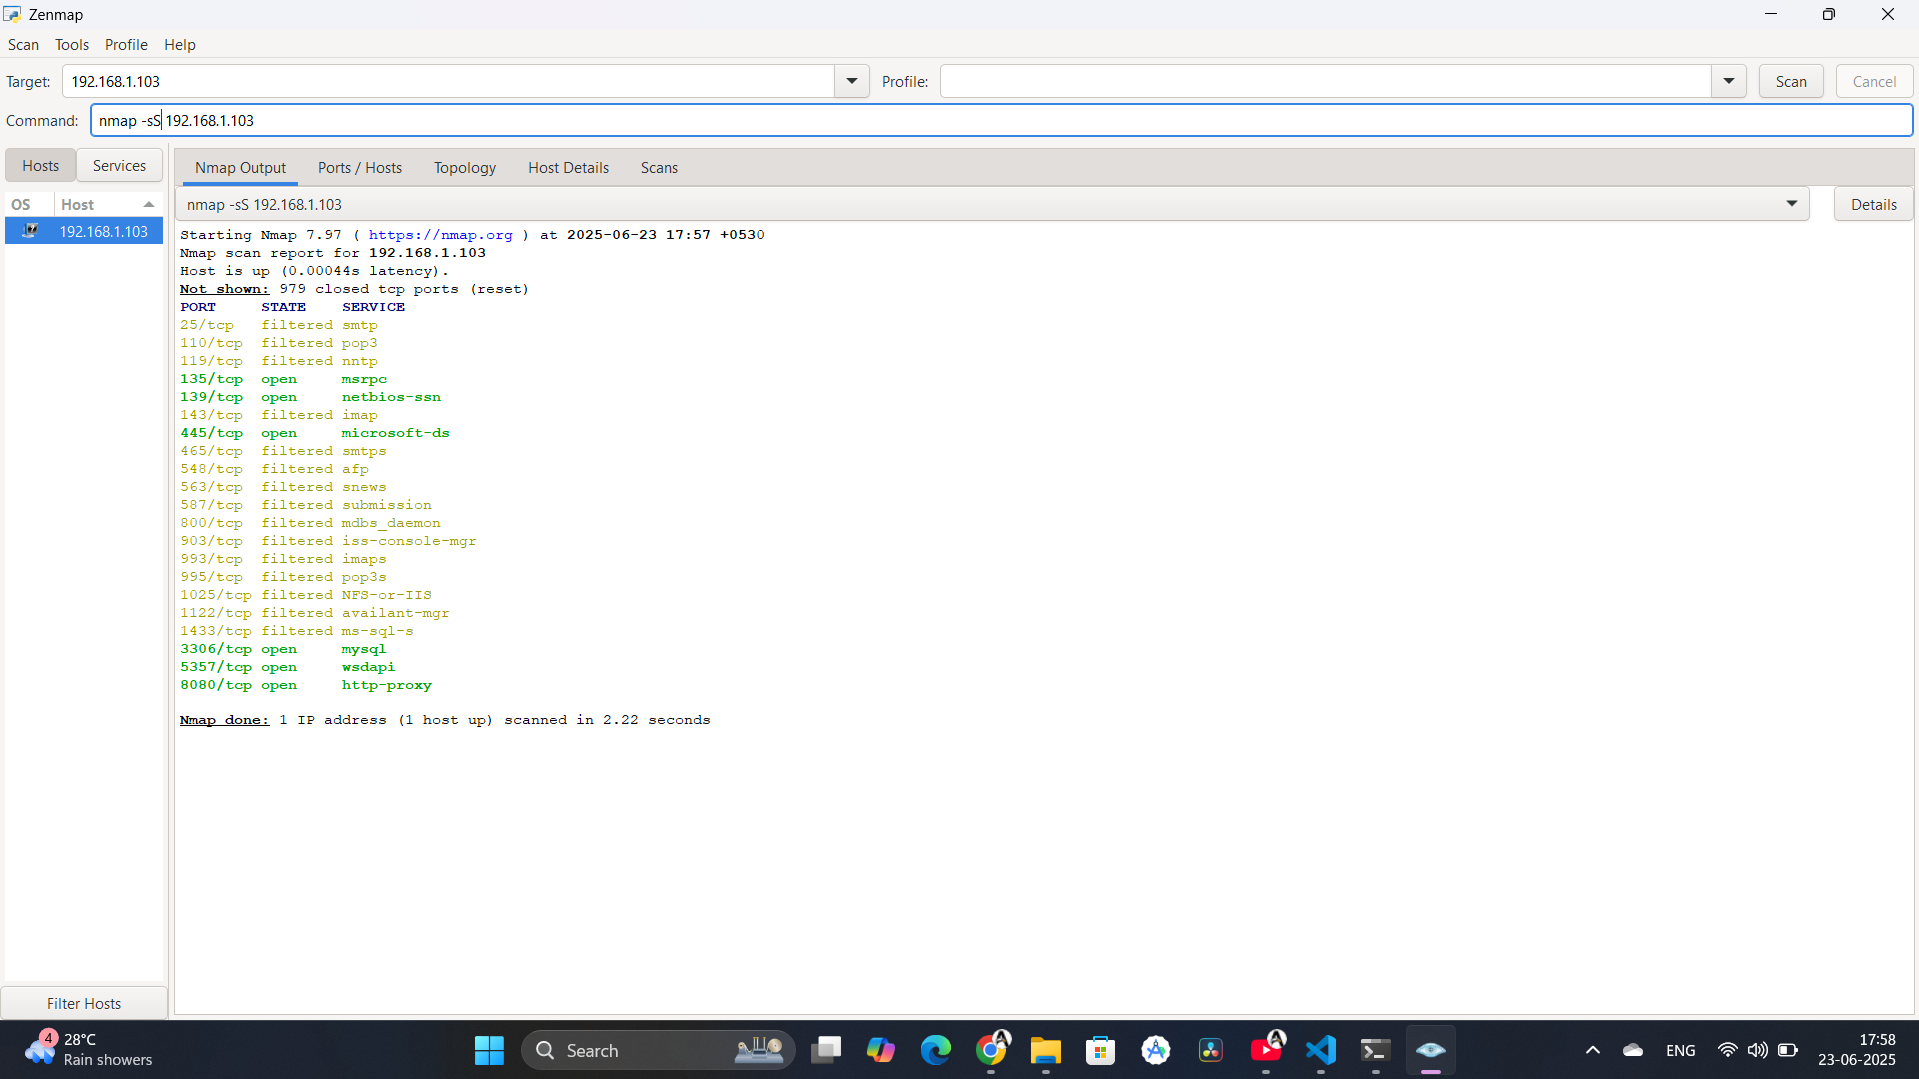 Zenmap
Scan Tools Profile Help
Target: 192.168.1.103 Profile: Scan Cancel
Command: nmap -sS 192.168.1.103
Hosts Services
OS Host
192.168.1.103
Filter Hosts
Nmap Output Ports / Hosts Topology Host Details Scans
nmap -sS 192.168.1.103 Details
Starting Nmap 7.97 ( https://nmap.org ) at 2025-06-23 17:57 +0530
Nmap scan report for 192.168.1.103
Host is up (0.00044s latency).
Not shown: 979 closed tcp ports (reset)
PORT STATE SERVICE
25/tcp filtered smtp
110/tcp filtered pop3
119/tcp filtered nntp
135/tcp open msrpc
139/tcp open netbios-ssn
143/tcp filtered imap
445/tcp open microsoft-ds
465/tcp filtered smtps
548/tcp filtered afp
563/tcp filtered snews
587/tcp filtered submission
800/tcp filtered mdbs_daemon
903/tcp filtered iss-console-mgr
993/tcp filtered imaps
995/tcp filtered pop3s
1025/tcp filtered NFS-or-IIS
1122/tcp filtered availant-mgr
1433/tcp filtered ms-sql-s
3306/tcp open mysql
5357/tcp open wsdapi
8080/tcp open http-proxy
Nmap done: 1 IP address (1 host up) scanned in 2.22 seconds
4
28°C
Rain showers
Search
ENG
17:58
23-06-2025